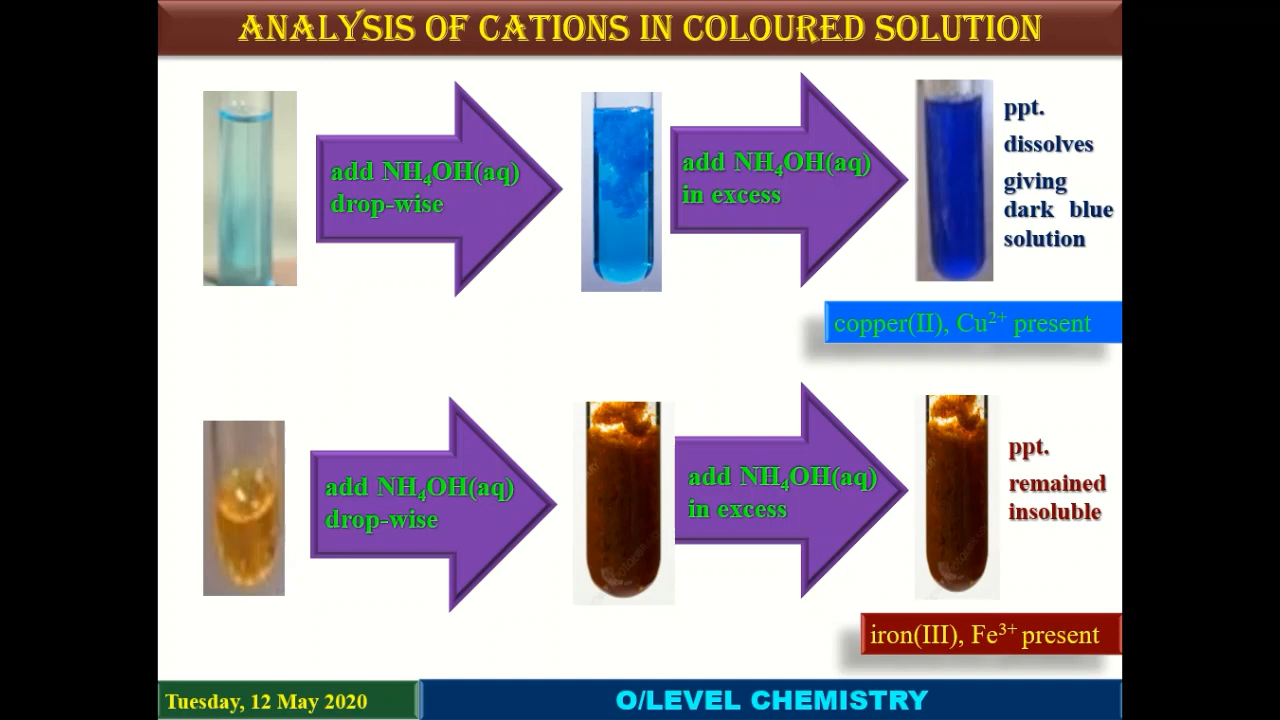 ANALYSIS OF CATIONS IN COLOURED SOLUTION
add NH₄OH(aq)
drop-wise
add NH₄OH(aq)
in excess
ppt.
dissolves
giving
dark blue
solution
copper(II), Cu²⁺ present
add NH₄OH(aq)
drop-wise
add NH₄OH(aq)
in excess
ppt.
remained
insoluble
iron(III), Fe³⁺ present
Tuesday, 12 May 2020
O/LEVEL CHEMISTRY